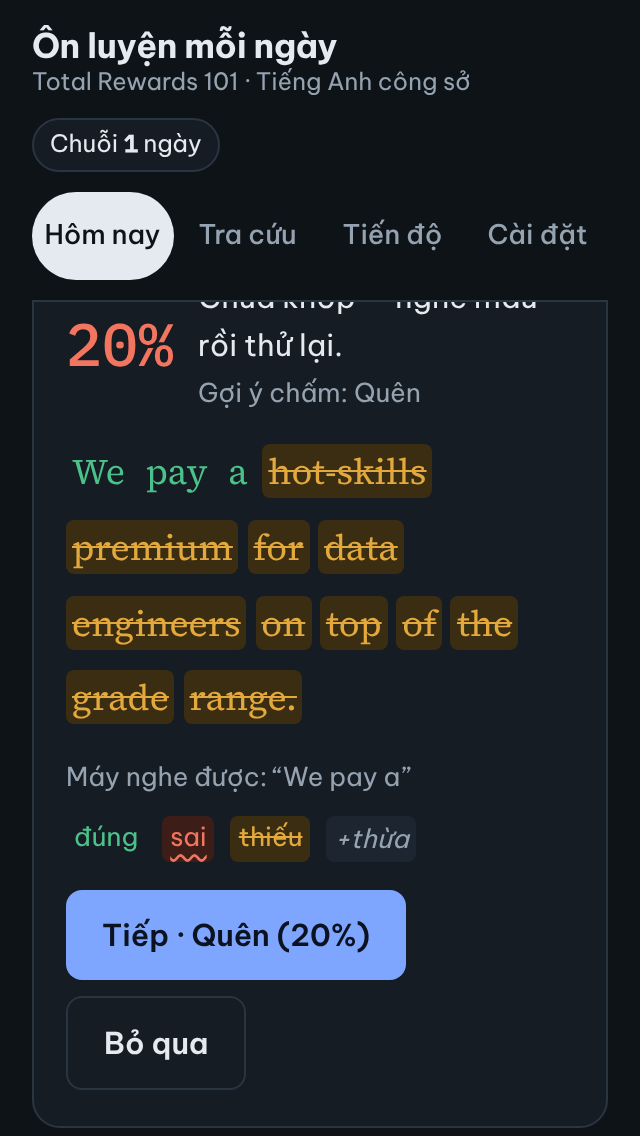 Ôn luyện mỗi ngày
Total Rewards 101 · Tiếng Anh công sở
Chuỗi 1 ngày
Hôm nay Tra cứu Tiến độ Cài đặt
20%
rồi thử lại.
Gợi ý chấm: Quên
We pay a hot-skills
premium for data
engineers on top of the
grade range.
Máy nghe được: “We pay a”
đúng sai thiếu +thừa
Tiếp · Quên (20%)
Bỏ qua